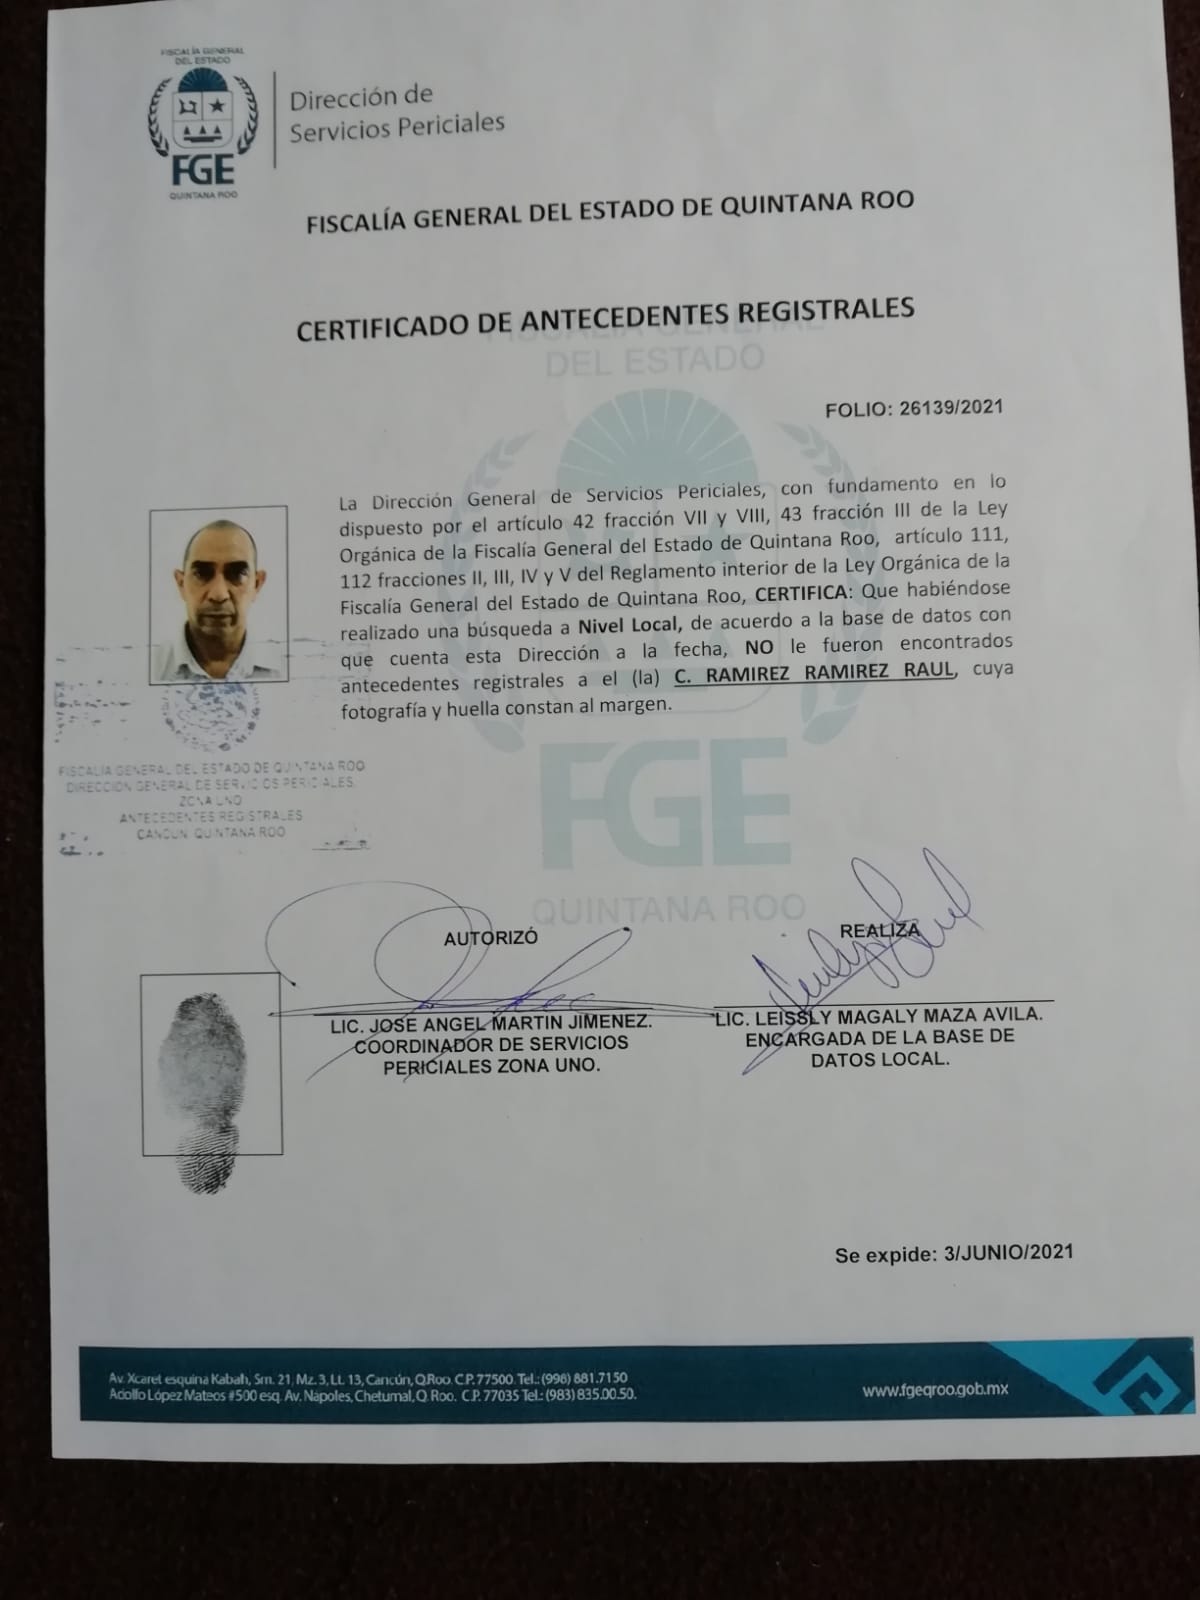 FISCALÍA GENERAL
DEL ESTADO
FGE
QUINTANA ROO
Dirección de
Servicios Periciales
FISCALÍA GENERAL DEL ESTADO DE QUINTANA ROO
CERTIFICADO DE ANTECEDENTES REGISTRALES
FISCALÍA GENERAL
DEL ESTADO
FOLIO: 26139/2021
La Dirección General de Servicios Periciales, con fundamento en lo
dispuesto por el artículo 42 fracción VII y VIII, 43 fracción III de la Ley
Orgánica de la Fiscalía General del Estado de Quintana Roo, artículo 111,
112 fracciones II, III, IV y V del Reglamento interior de la Ley Orgánica de la
Fiscalía General del Estado de Quintana Roo, CERTIFICA: Que habiéndose
realizado una búsqueda a Nivel Local, de acuerdo a la base de datos con
que cuenta esta Dirección a la fecha, NO le fueron encontrados
antecedentes registrales a el (la) C. RAMIREZ RAMIREZ RAUL, cuya
fotografía y huella constan al margen.
FISCALIA GENERAL DEL ESTADO DE QUINTANA ROO
DIRECCION GENERAL DE SERVICIOS PERICIALES
ZONA UNO
ANTECEDENTES REGISTRALES
CANCUN QUINTANA ROO
FGE
QUINTANA ROO
AUTORIZÓ
LIC. JOSE ANGEL MARTIN JIMENEZ.
COORDINADOR DE SERVICIOS
PERICIALES ZONA UNO.
REALIZA
LIC. LEISSLY MAGALY MAZA AVILA.
ENCARGADA DE LA BASE DE
DATOS LOCAL.
Se expide: 3/JUNIO/2021
Av. Xcaret esquina Kabah, Sm. 21, Mz. 3, Lt. 13, Cancún, Q.Roo. C.P. 77500. Tel.: (998) 881.7150
Adolfo López Mateos #500 esq. Av. Nápoles, Chetumal, Q. Roo. C.P. 77035 Tel.: (983) 835.00.50.
www.fgeqroo.gob.mx